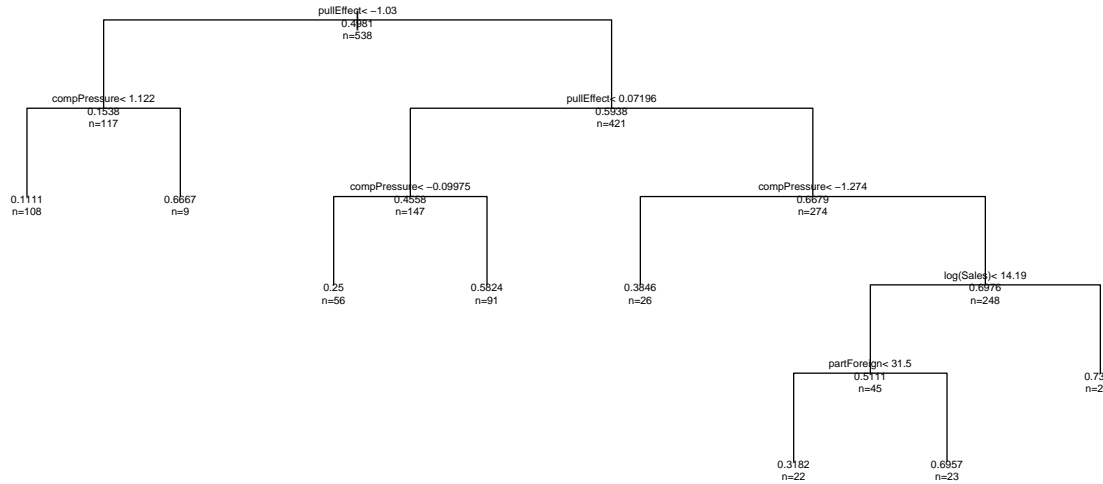 pullEffect< −1.03
0.4981
n=538
compPressure< 1.122
0.1538
n=117
pullEffect< 0.07196
0.5938
n=421
0.1111
n=108
0.6667
n=9
compPressure< −0.09975
0.4558
n=147
compPressure< −1.274
0.6679
n=274
0.25
n=56
0.5824
n=91
0.3846
n=26
log(Sales)< 14.19
0.6976
n=248
partForeign< 31.5
0.5111
n=45
0.73
n=2
0.3182
n=22
0.6957
n=23